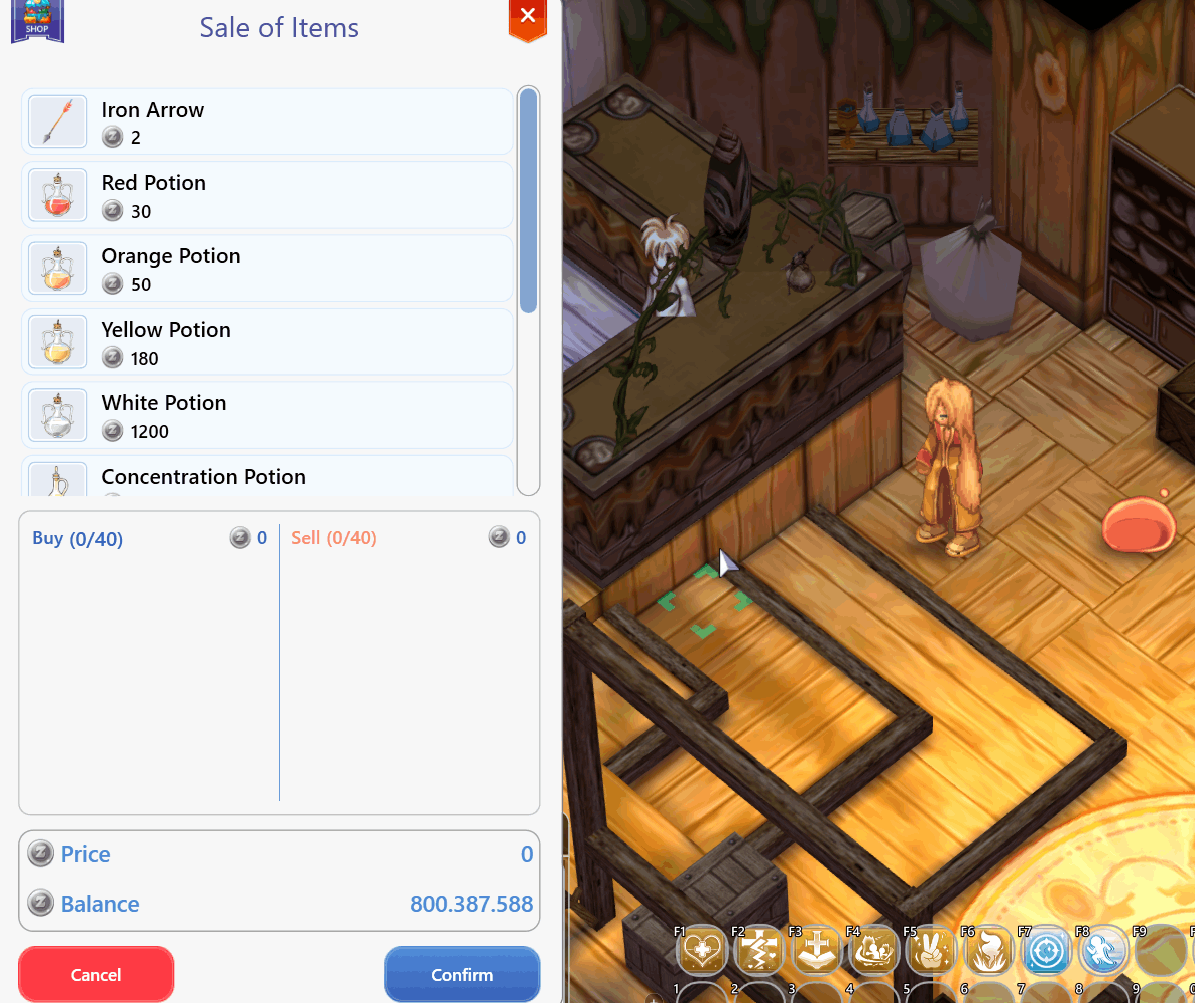 SHOP
Sale of Items
Iron Arrow
2
Red Potion
30
Orange Potion
50
Yellow Potion
180
White Potion
1200
Concentration Potion
Buy (0/40) 0 Sell (0/40) 0
Price 0
Balance 800.387.588
Cancel Confirm
F1 F2 F3 F4 F5 F6 F7 F8 F9
1 2 3 4 5 6 7 8 9